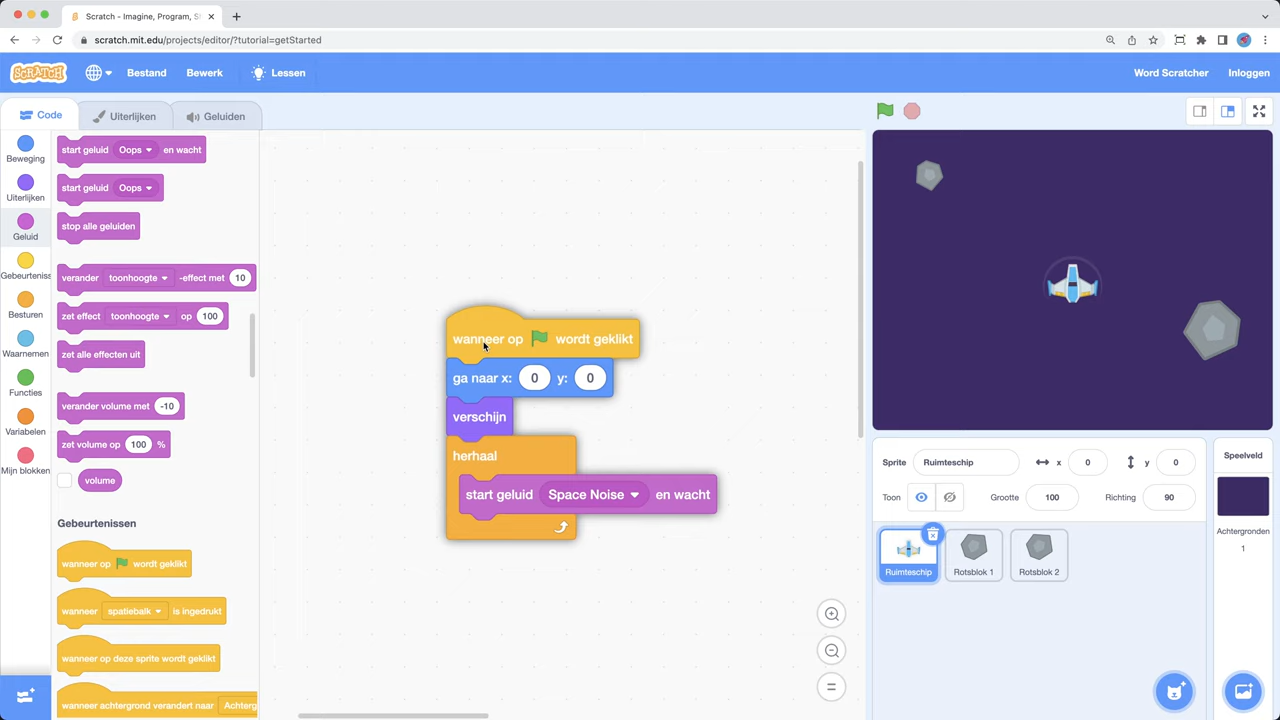 Scratch - Imagine, Program, S
scratch.mit.edu/projects/editor/?tutorial=getStarted
SCRATCH
Bestand
Bewerk
Lessen
Word Scratcher
Inloggen
Code
Uiterlijken
Geluiden
Beweging
Uiterlijken
Geluid
Gebeurteniss
Besturen
Waarnemen
Functies
Variabelen
Mijn blokken
start geluid Oops en wacht
start geluid Oops
stop alle geluiden
verander toonhoogte -effect met 10
zet effect toonhoogte op 100
zet alle effecten uit
verander volume met -10
zet volume op 100 %
volume
Gebeurtenissen
wanneer op wordt geklikt
wanneer spatiebalk is ingedrukt
wanneer op deze sprite wordt geklikt
wanneer achtergrond verandert naar Achterg
wanneer op wordt geklikt
ga naar x: 0 y: 0
verschijn
herhaal
start geluid Space Noise en wacht
Sprite Ruimteschip x 0 y 0
Toon Grootte 100 Richting 90
Ruimteschip
Rotsblok 1
Rotsblok 2
Speelveld
Achtergronden
1